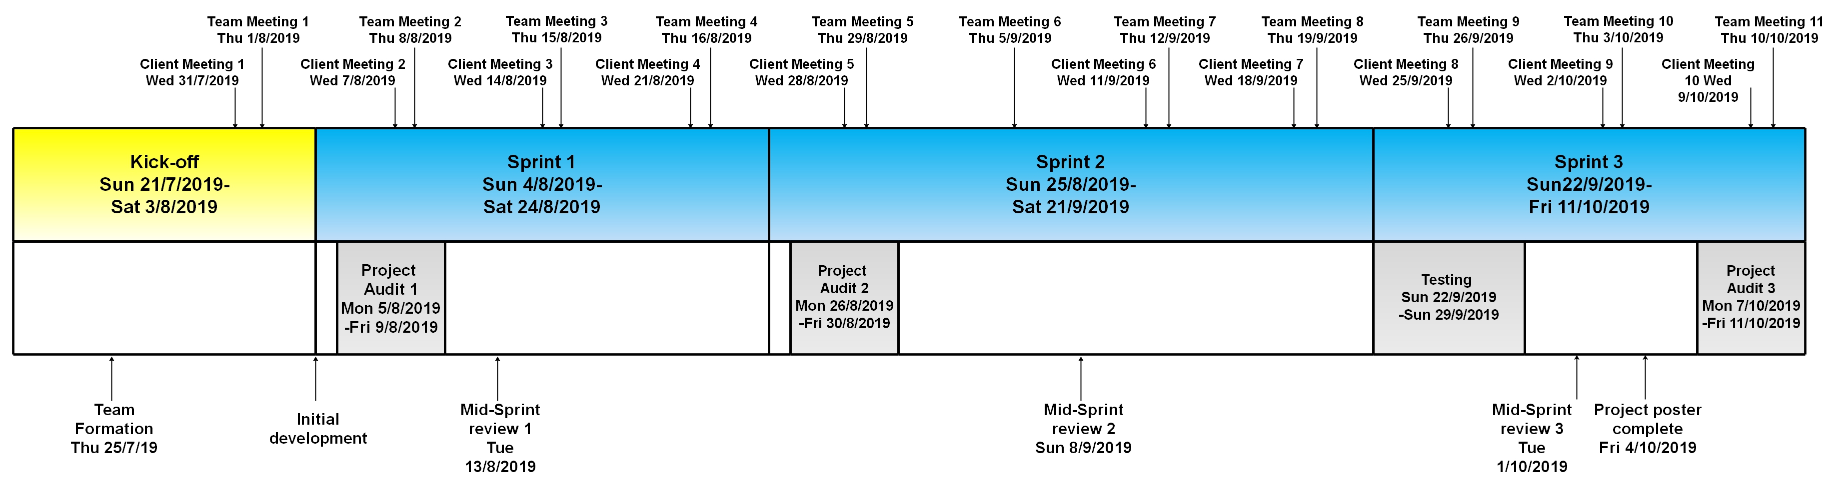 Team Meeting 1
Thu 1/8/2019
Team Meeting 2
Thu 8/8/2019
Team Meeting 3
Thu 15/8/2019
Team Meeting 4
Thu 16/8/2019
Team Meeting 5
Thu 29/8/2019
Team Meeting 6
Thu 5/9/2019
Team Meeting 7
Thu 12/9/2019
Team Meeting 8
Thu 19/9/2019
Team Meeting 9
Thu 26/9/2019
Team Meeting 10
Thu 3/10/2019
Team Meeting 11
Thu 10/10/2019
Client Meeting 1
Wed 31/7/2019
Client Meeting 2
Wed 7/8/2019
Client Meeting 3
Wed 14/8/2019
Client Meeting 4
Wed 21/8/2019
Client Meeting 5
Wed 28/8/2019
Client Meeting 6
Wed 11/9/2019
Client Meeting 7
Wed 18/9/2019
Client Meeting 8
Wed 25/9/2019
Client Meeting 9
Wed 2/10/2019
Client Meeting
10 Wed
9/10/2019
Kick-off
Sun 21/7/2019-
Sat 3/8/2019
Sprint 1
Sun 4/8/2019-
Sat 24/8/2019
Sprint 2
Sun 25/8/2019-
Sat 21/9/2019
Sprint 3
Sun22/9/2019-
Fri 11/10/2019
Project
Audit 1
Mon 5/8/2019
-Fri 9/8/2019
Project
Audit 2
Mon 26/8/2019
-Fri 30/8/2019
Testing
Sun 22/9/2019
-Sun 29/9/2019
Project
Audit 3
Mon 7/10/2019
-Fri 11/10/2019
Team
Formation
Thu 25/7/19
Initial
development
Mid-Sprint
review 1
Tue
13/8/2019
Mid-Sprint
review 2
Sun 8/9/2019
Mid-Sprint
review 3
Tue
1/10/2019
Project poster
complete
Fri 4/10/2019